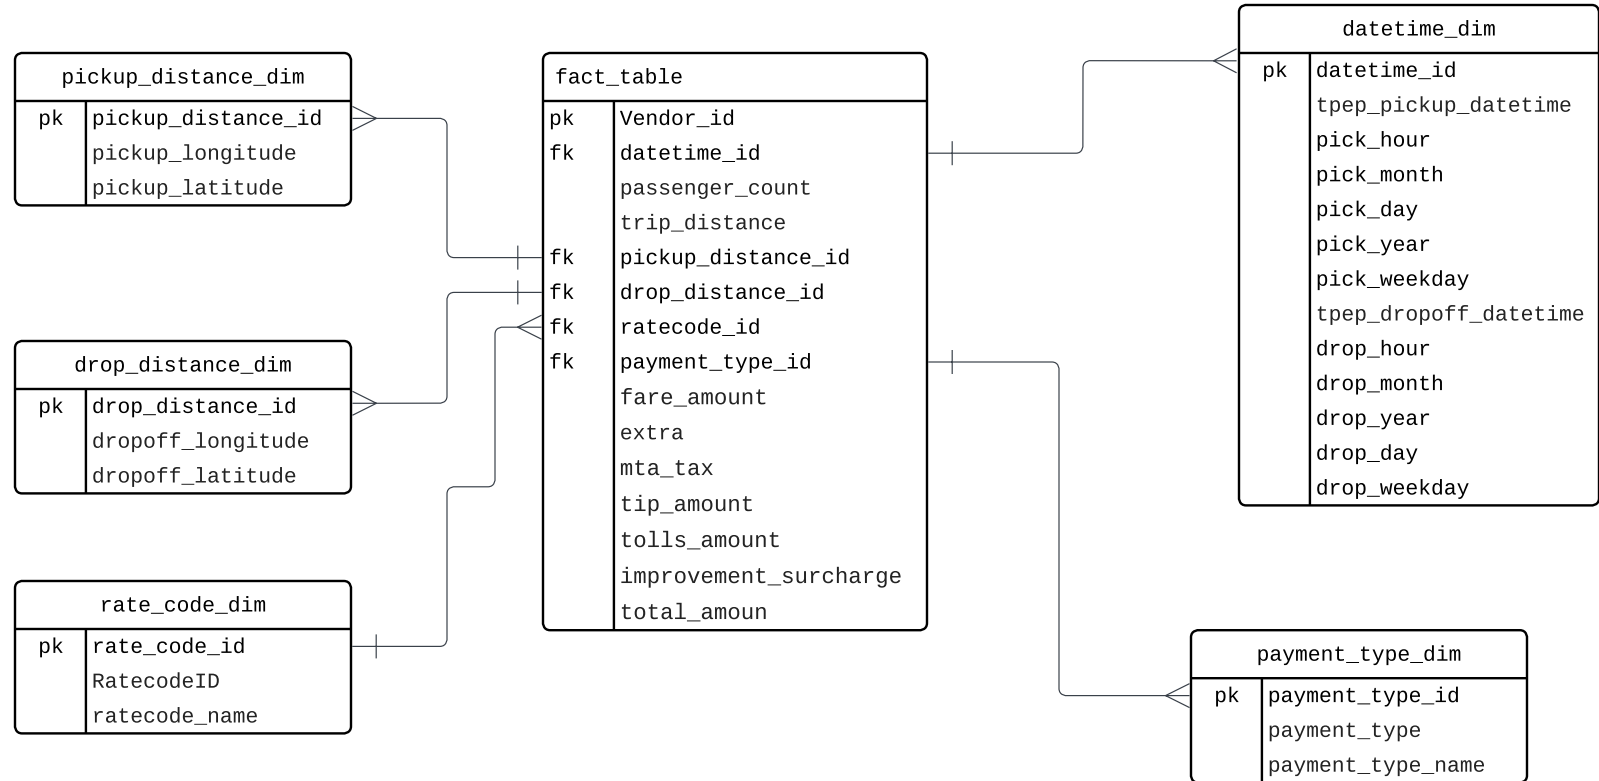 pickup_distance_dim
pk pickup_distance_id
pickup_longitude
pickup_latitude
drop_distance_dim
pk drop_distance_id
dropoff_longitude
dropoff_latitude
rate_code_dim
pk rate_code_id
RatecodeID
ratecode_name
fact_table
pk Vendor_id
fk datetime_id
passenger_count
trip_distance
fk pickup_distance_id
fk drop_distance_id
fk ratecode_id
fk payment_type_id
fare_amount
extra
mta_tax
tip_amount
tolls_amount
improvement_surcharge
total_amoun
datetime_dim
pk datetime_id
tpep_pickup_datetime
pick_hour
pick_month
pick_day
pick_year
pick_weekday
tpep_dropoff_datetime
drop_hour
drop_month
drop_year
drop_day
drop_weekday
payment_type_dim
pk payment_type_id
payment_type
payment_type_name